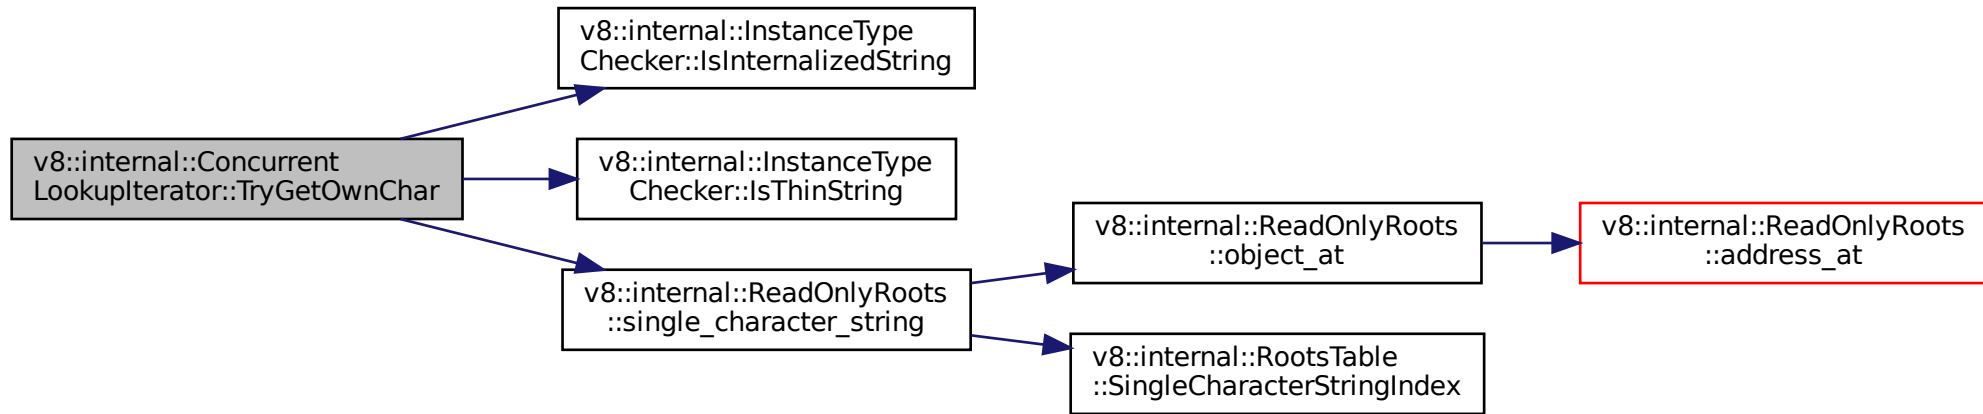 v8::internal::InstanceType
Checker::IsInternalizedString
v8::internal::Concurrent
LookupIterator::TryGetOwnChar
v8::internal::InstanceType
Checker::IsThinString
v8::internal::ReadOnlyRoots
::single_character_string
v8::internal::ReadOnlyRoots
::object_at
v8::internal::ReadOnlyRoots
::address_at
v8::internal::RootsTable
::SingleCharacterStringIndex